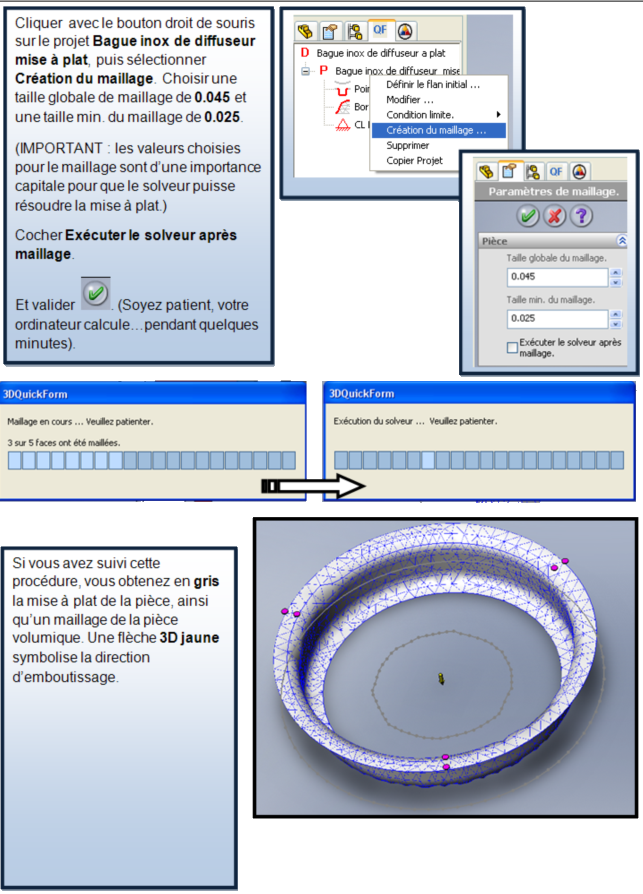 Cliquer avec le bouton droit de souris
sur le projet Bague inox de diffuseur
mise à plat, puis sélectionner
Création du maillage. Choisir une
taille globale de maillage de 0.045 et
une taille min. du maillage de 0.025.
(IMPORTANT : les valeurs choisies
pour le maillage sont d'une importance
capitale pour que le solveur puisse
résoudre la mise à plat.)
Cocher Exécuter le solveur après
maillage.
Et valider . (Soyez patient, votre
ordinateur calcule…pendant quelques
minutes).
QF
D Bague inox de diffuseur a plat
P Bague inox de diffuseur mise
Poi
Bor
CL
Définir le flan initial ...
Modifier ...
Condition limite.
Création du maillage ...
Supprimer
Copier Projet
QF
Paramètres de maillage.
?
Pièce
Taille globale du maillage.
0.045
Taille min. du maillage.
0.025
Exécuter le solveur après
maillage.
3DQuickForm
Maillage en cours ... Veuillez patienter.
3 sur 5 faces ont été maillées.
3DQuickForm
Exécution du solveur ... Veuillez patienter.
Si vous avez suivi cette
procédure, vous obtenez en gris
la mise à plat de la pièce, ainsi
qu'un maillage de la pièce
volumique. Une flèche 3D jaune
symbolise la direction
d'emboutissage.